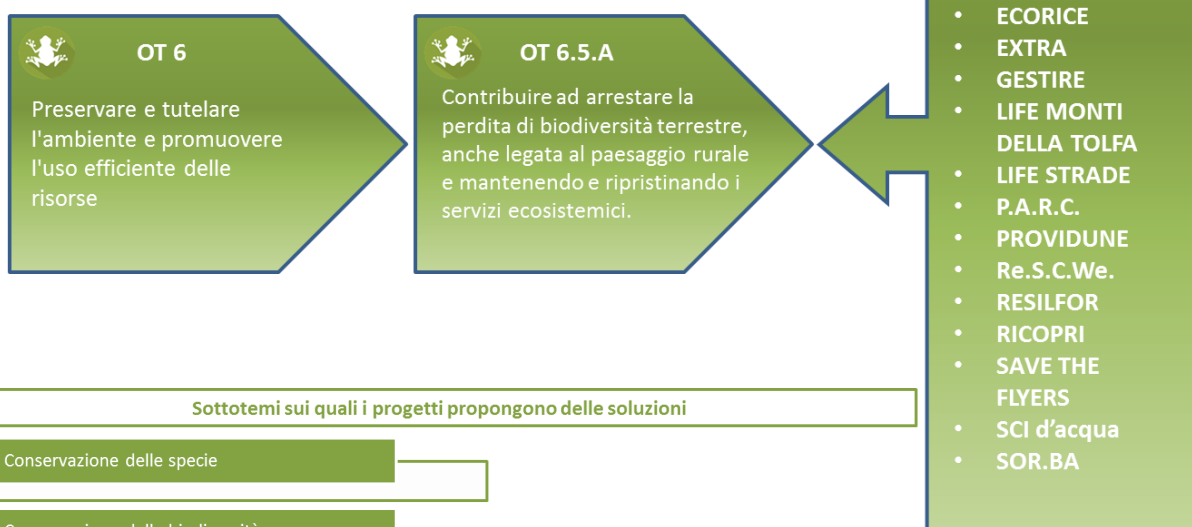 OT 6
Preservare e tutelare
l'ambiente e promuovere
l'uso efficiente delle
risorse
OT 6.5.A
Contribuire ad arrestare la
perdita di biodiversità terrestre,
anche legata al paesaggio rurale
e mantenendo e ripristinando i
servizi ecosistemici.
• ECORICE
• EXTRA
• GESTIRE
• LIFE MONTI
DELLA TOLFA
• LIFE STRADE
• P.A.R.C.
• PROVIDUNE
• Re.S.C.We.
• RESILFOR
• RICOPRI
• SAVE THE
FLYERS
• SCI d'acqua
• SOR.BA
Sottotemi sui quali i progetti propongono delle soluzioni
Conservazione delle specie